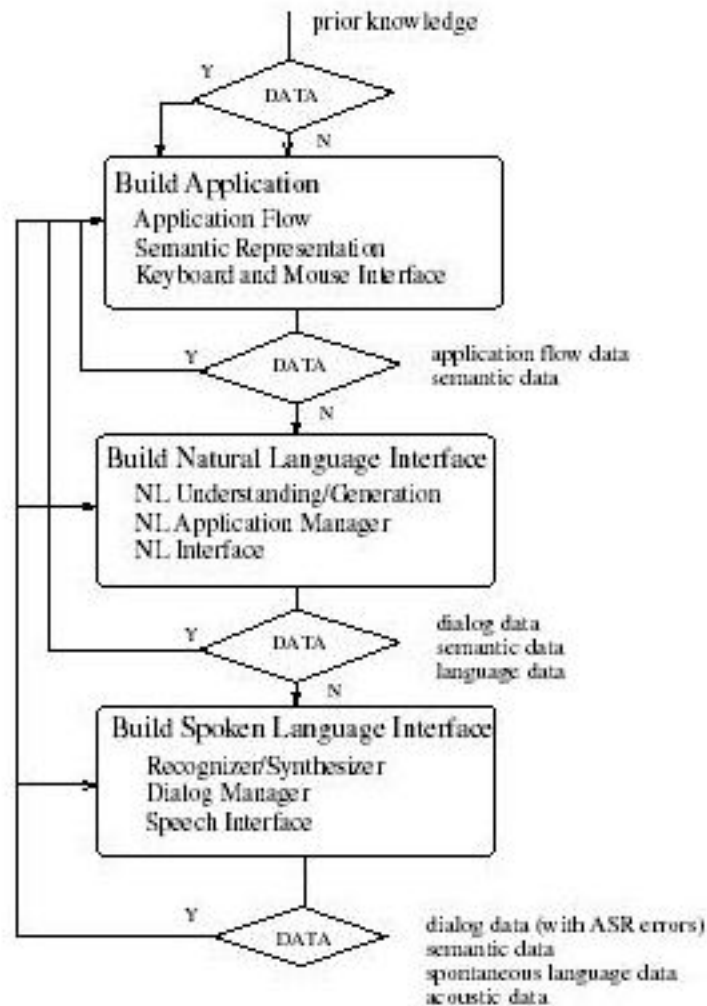 prior knowledge
Y
DATA
N
Build Application
Application Flow
Semantic Representation
Keyboard and Mouse Interface
Y
DATA
application flow data
semantic data
N
Build Natural Language Interface
NL Understanding/Generation
NL Application Manager
NL Interface
Y
DATA
dialog data
semantic data
language data
N
Build Spoken Language Interface
Recognizer/Synthesizer
Dialog Manager
Speech Interface
Y
DATA
dialog data (with ASR errors)
semantic data
spontaneous language data
acoustic data